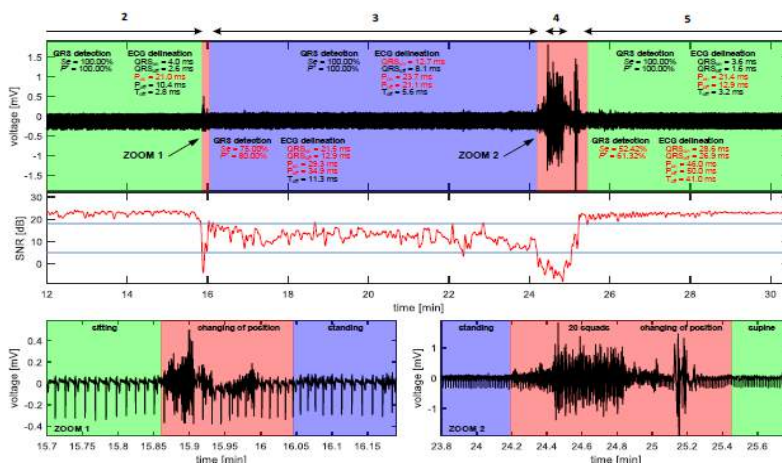 2 3 4 5
QRS detection ECG delineation
Se = 100.00% QRSon = 4.0 ms
P+ = 100.00% QRSoff = 2.6 ms
Pon = 21.0 ms
Poff = 10.4 ms
Toff = 2.8 ms
QRS detection ECG delineation
Se = 100.00% QRSon = 12.7 ms
P+ = 100.00% QRSoff = 8.1 ms
Pon = 23.7 ms
Poff = 21.1 ms
Toff = 5.6 ms
QRS detection ECG delineation
Se = 100.00% QRSon = 3.6 ms
P+ = 100.00% QRSoff = 1.6 ms
Pon = 21.4 ms
Poff = 12.9 ms
Toff = 3.2 ms
voltage [mV]
1.5
1.0
0.5
0
-0.5
-1
-1.5
ZOOM 1
ZOOM 2
QRS detection ECG delineation
Se = 75.00% QRSon = 21.5 ms
P+ = 80.00% QRSoff = 12.9 ms
Pon = 29.3 ms
Poff = 34.9 ms
Toff = 11.3 ms
QRS detection ECG delineation
Se = 52.42% QRSon = 28.6 ms
P+ = 61.32% QRSoff = 26.9 ms
Pon = 46.0 ms
Poff = 50.0 ms
Toff = 41.0 ms
SNR [dB]
30
20
10
0
12 14 16 18 20 22 24 26 28 30
time [min]
sitting changing of position standing
voltage [mV]
0.4
0.2
0
-0.2
-0.4
ZOOM 1
15.7 15.75 15.8 15.85 15.9 15.95 16 16.05 16.1 16.15
time [min]
standing 20 squads changing of position supine
voltage [mV]
1
0
-1
ZOOM 2
23.8 24 24.2 24.4 24.6 24.8 25 25.2 25.4 25.6
time [min]